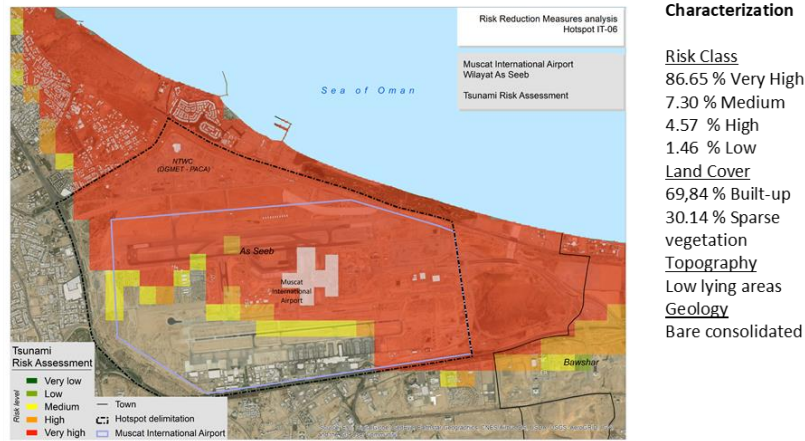 Risk Reduction Measures analysis
Hotspot IT-06
Muscat International Airport
Wilayat As Seeb
Tsunami Risk Assessment
Sea of Oman
NTWC
(DGMET - PACA)
As Seeb
Muscat
International
Airport
Bawshar
Tsunami
Risk Assessment
Risk level
Very low
Low
Medium
High
Very high
Town
Hotspot delimitation
Muscat International Airport
Characterization
Risk Class
86.65 % Very High
7.30 % Medium
4.57 % High
1.46 % Low
Land Cover
69,84 % Built-up
30.14 % Sparse
vegetation
Topography
Low lying areas
Geology
Bare consolidated